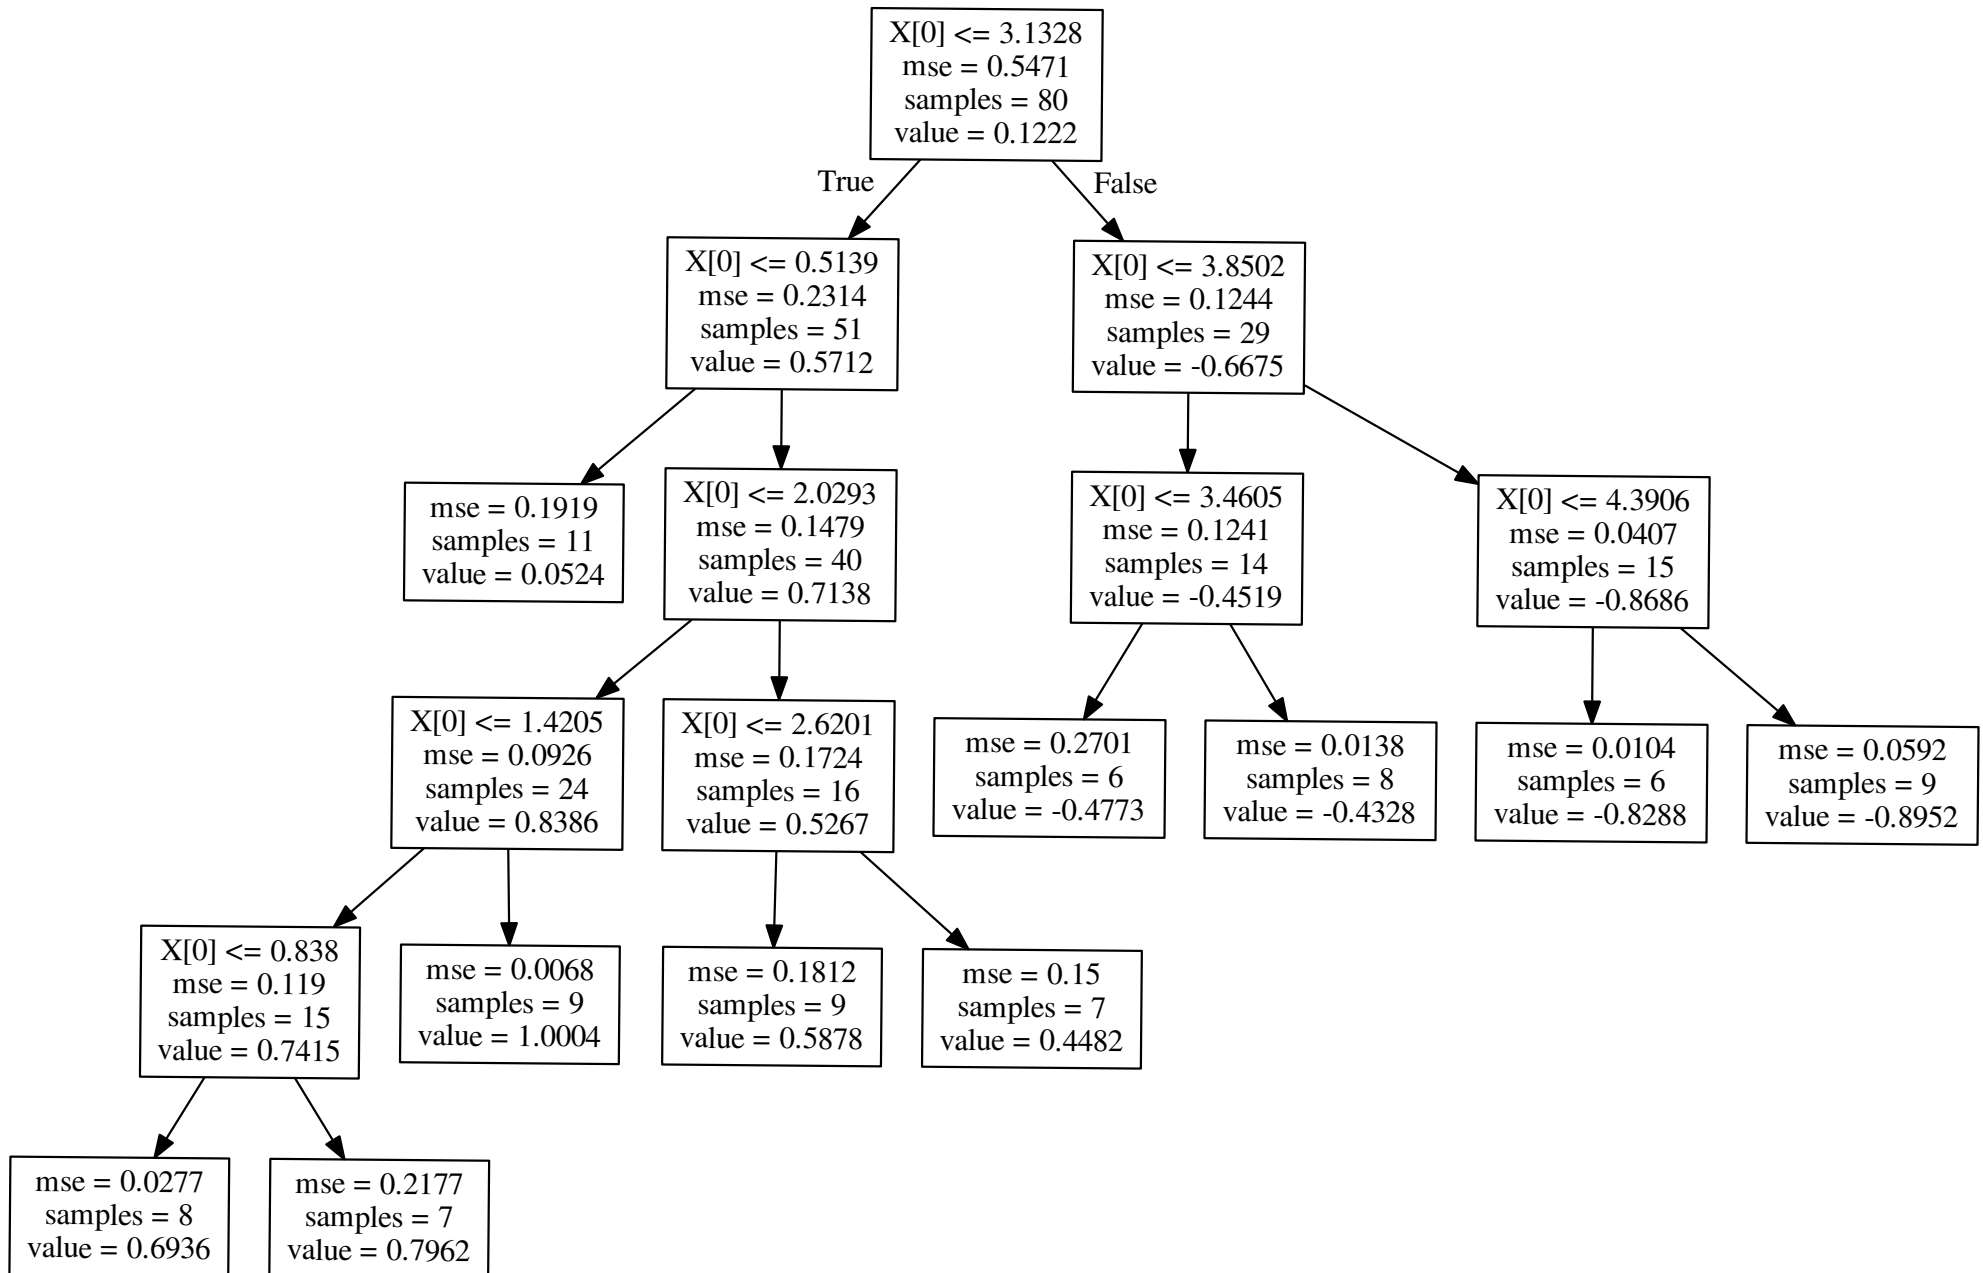 X[0] <= 3.1328
mse = 0.5471
samples = 80
value = 0.1222
True
False
X[0] <= 0.5139
mse = 0.2314
samples = 51
value = 0.5712
X[0] <= 3.8502
mse = 0.1244
samples = 29
value = -0.6675
mse = 0.1919
samples = 11
value = 0.0524
X[0] <= 2.0293
mse = 0.1479
samples = 40
value = 0.7138
X[0] <= 3.4605
mse = 0.1241
samples = 14
value = -0.4519
X[0] <= 4.3906
mse = 0.0407
samples = 15
value = -0.8686
X[0] <= 1.4205
mse = 0.0926
samples = 24
value = 0.8386
X[0] <= 2.6201
mse = 0.1724
samples = 16
value = 0.5267
mse = 0.2701
samples = 6
value = -0.4773
mse = 0.0138
samples = 8
value = -0.4328
mse = 0.0104
samples = 6
value = -0.8288
mse = 0.0592
samples = 9
value = -0.8952
X[0] <= 0.838
mse = 0.119
samples = 15
value = 0.7415
mse = 0.0068
samples = 9
value = 1.0004
mse = 0.1812
samples = 9
value = 0.5878
mse = 0.15
samples = 7
value = 0.4482
mse = 0.0277
samples = 8
value = 0.6936
mse = 0.2177
samples = 7
value = 0.7962